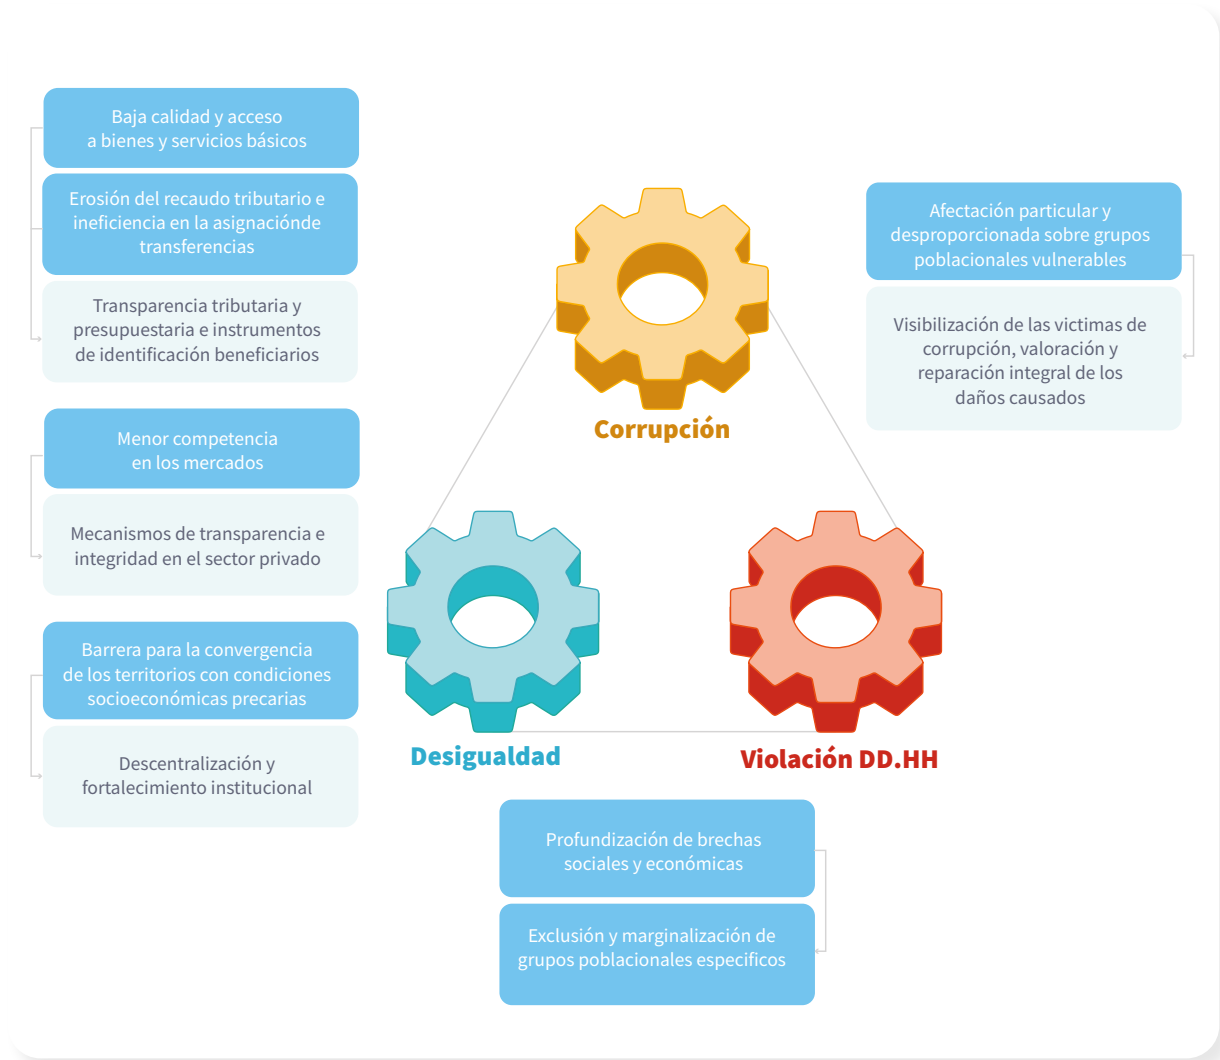 Baja calidad y acceso
a bienes y servicios básicos
Erosión del recaudo tributario e
ineficiencia en la asignaciónde
transferencias
Transparencia tributaria y
presupuestaria e instrumentos
de identificación beneficiarios
Menor competencia
en los mercados
Mecanismos de transparencia e
integridad en el sector privado
Barrera para la convergencia
de los territorios con condiciones
socioeconómicas precarias
Descentralización y
fortalecimiento institucional
Corrupción
Desigualdad
Violación DD.HH
Afectación particular y
desproporcionada sobre grupos
poblacionales vulnerables
Visibilización de las victimas de
corrupción, valoración y
reparación integral de los
daños causados
Profundización de brechas
sociales y económicas
Exclusión y marginalización de
grupos poblacionales especificos